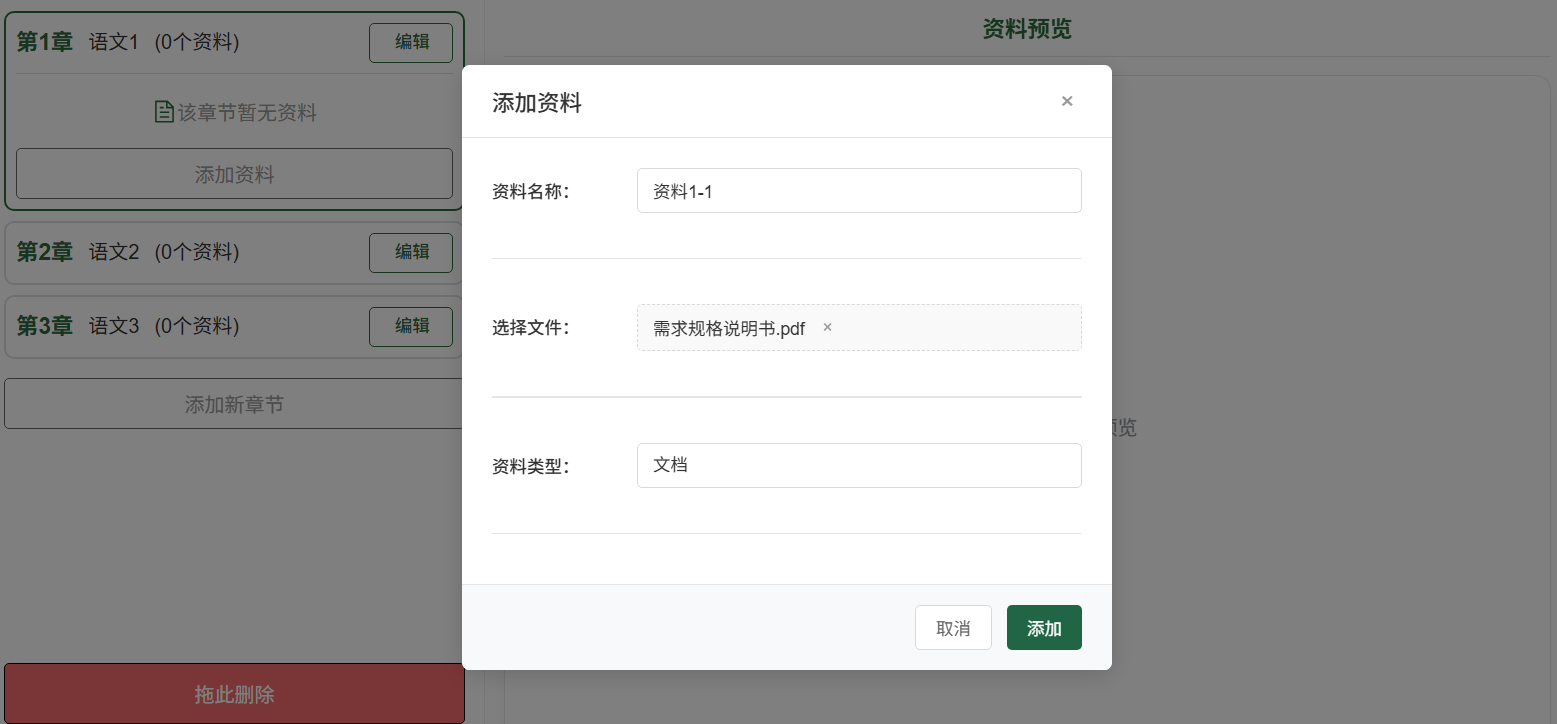 第1章 语文1 (0个资料) 编辑
该章节暂无资料
添加资料
第2章 语文2 (0个资料) 编辑
第3章 语文3 (0个资料) 编辑
添加新章节
拖此删除
资料预览
预览
添加资料 ×
资料名称： 资料1-1
选择文件： 需求规格说明书.pdf ×
资料类型： 文档
取消 添加